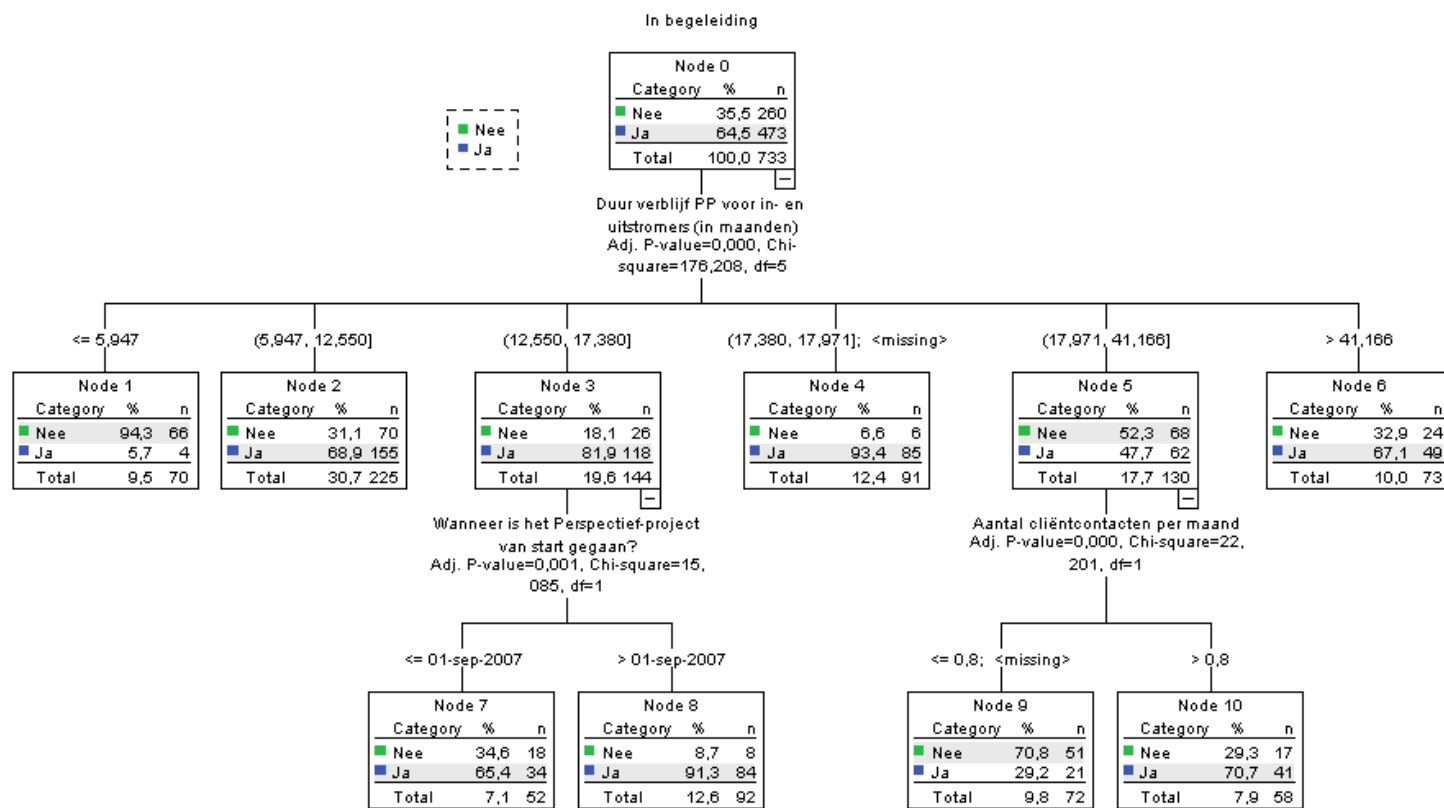 In begeleiding
Node 0
Category % n
Nee 35,5 260
Ja 64,5 473
Total 100,0 733
Nee
Ja
Duur verblijf PP voor in- en
uitstromers (in maanden)
Adj. P-value=0,000, Chi-
square=176,208, df=5
<= 5,947
(5,947, 12,550]
(12,550, 17,380]
(17,380, 17,971]; <missing>
(17,971, 41,166]
> 41,166
Node 1
Category % n
Nee 94,3 66
Ja 5,7 4
Total 9,5 70
Node 2
Category % n
Nee 31,1 70
Ja 68,9 155
Total 30,7 225
Node 3
Category % n
Nee 18,1 26
Ja 81,9 118
Total 19,6 144
Node 4
Category % n
Nee 6,6 6
Ja 93,4 85
Total 12,4 91
Node 5
Category % n
Nee 52,3 68
Ja 47,7 62
Total 17,7 130
Node 6
Category % n
Nee 32,9 24
Ja 67,1 49
Total 10,0 73
Wanneer is het Perspectief-project
van start gegaan?
Adj. P-value=0,001, Chi-square=15,
085, df=1
Aantal cliëntcontacten per maand
Adj. P-value=0,000, Chi-square=22,
201, df=1
<= 01-sep-2007
> 01-sep-2007
<= 0,8; <missing>
> 0,8
Node 7
Category % n
Nee 34,6 18
Ja 65,4 34
Total 7,1 52
Node 8
Category % n
Nee 8,7 8
Ja 91,3 84
Total 12,6 92
Node 9
Category % n
Nee 70,8 51
Ja 29,2 21
Total 9,8 72
Node 10
Category % n
Nee 29,3 17
Ja 70,7 41
Total 7,9 58